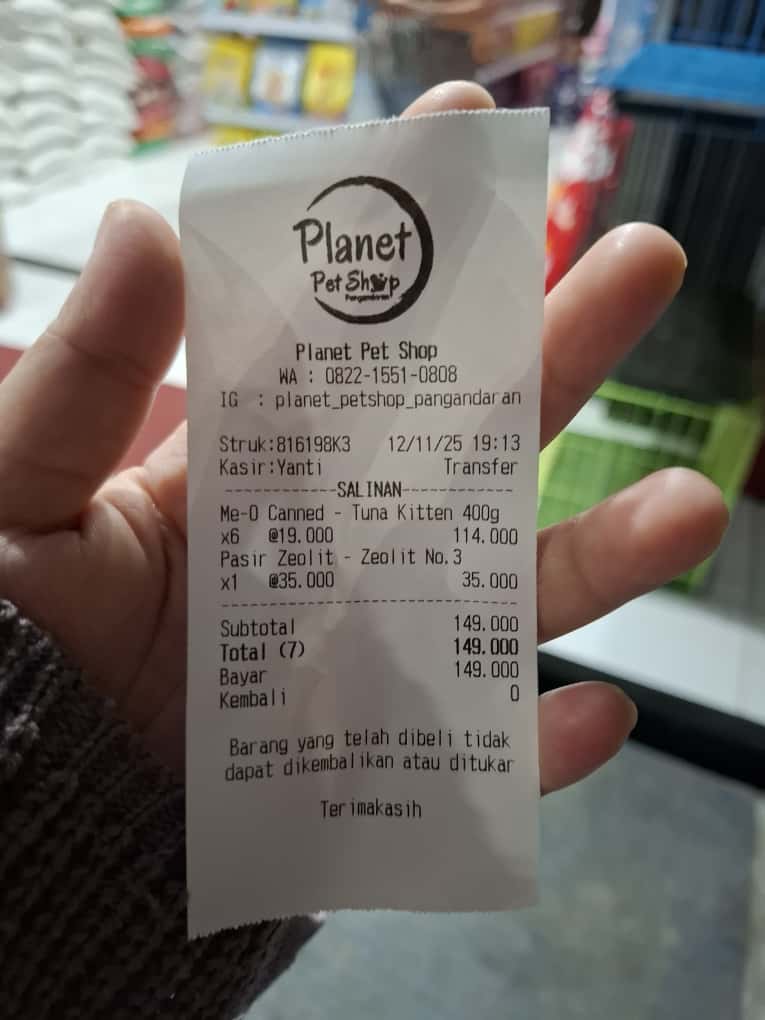 Planet
Pet Shop
Pangandaran
Planet Pet Shop
WA : 0822-1551-0808
IG : planet_petshop_pangandaran
Struk:816198K3 12/11/25 19:13
Kasir:Yanti Transfer
------------SALINAN------------
Me-O Canned - Tuna Kitten 400g
x6 @19.000 114.000
Pasir Zeolit - Zeolit No.3
x1 @35.000 35.000
--------------------------------
Subtotal 149.000
Total (7) 149.000
Bayar 149.000
Kembali 0
Barang yang telah dibeli tidak
dapat dikembalikan atau ditukar
Terimakasih